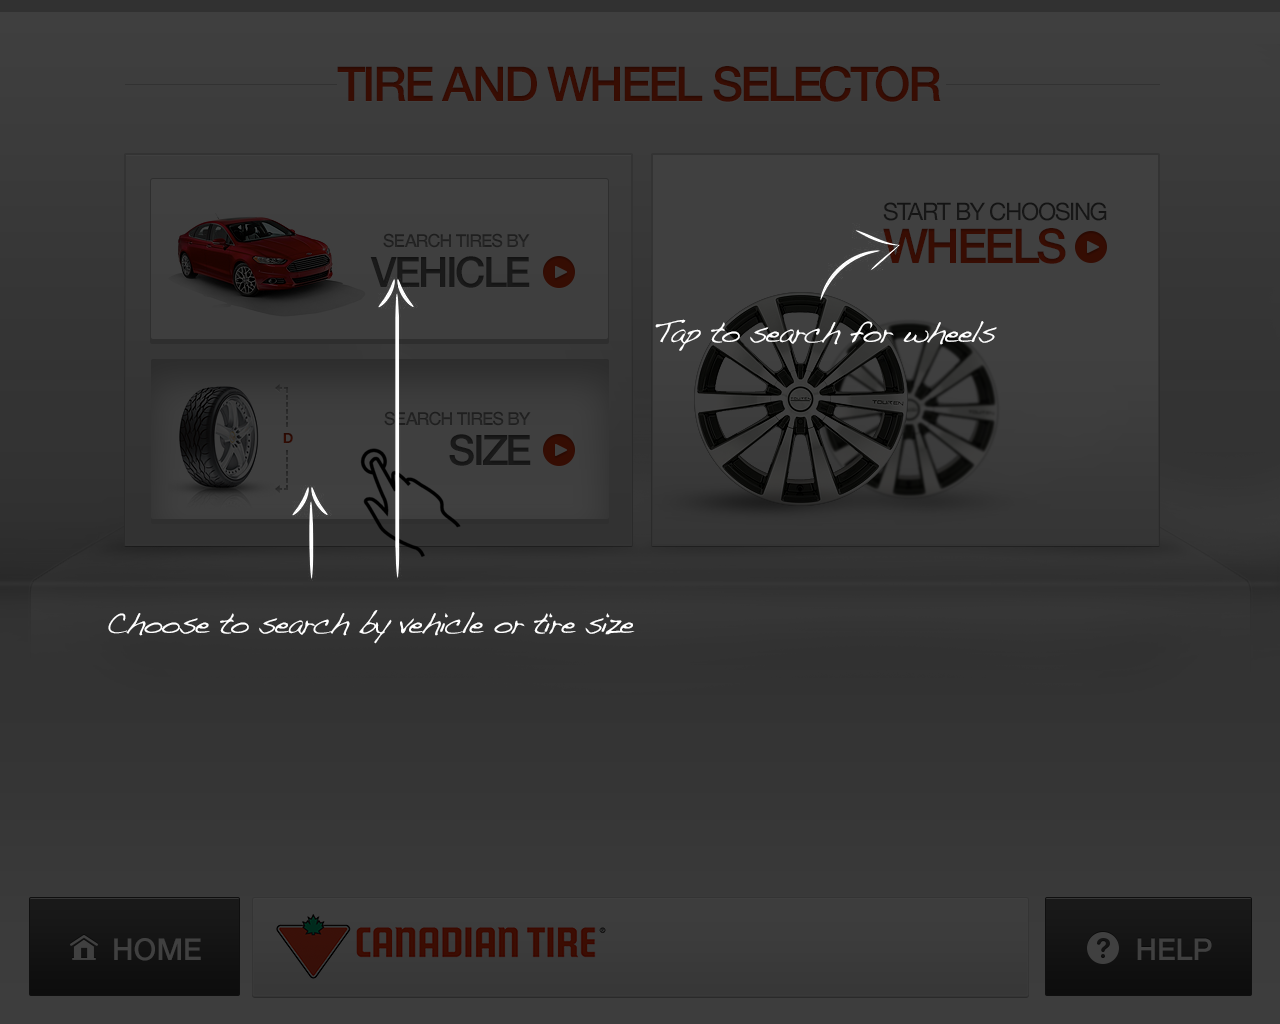 TIRE AND WHEEL SELECTOR
SEARCH TIRES BY
VEHICLE
SEARCH TIRES BY
SIZE
D
START BY CHOOSING
WHEELS
Tap to search for wheels
TOUREN
Choose to search by vehicle or tire size
HOME
CANADIAN TIRE®
HELP